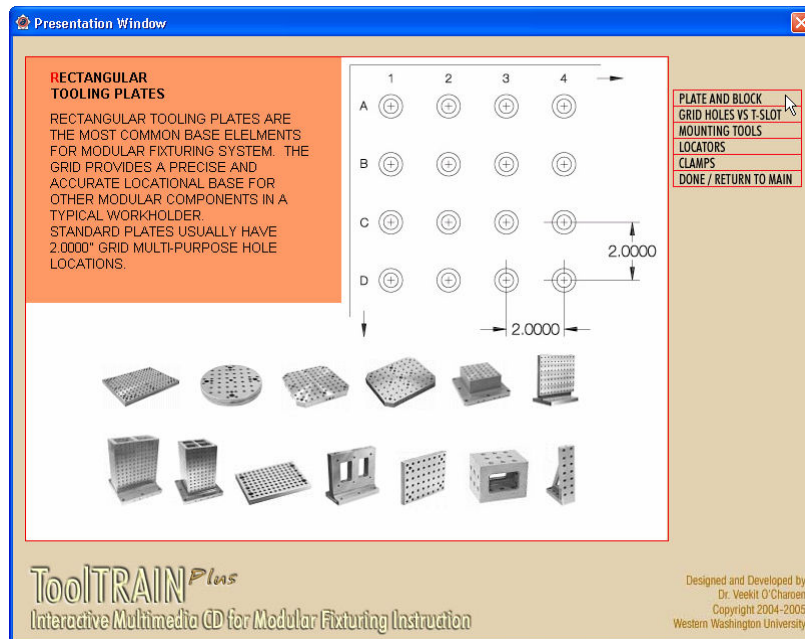 Presentation Window
RECTANGULAR
TOOLING PLATES
RECTANGULAR TOOLING PLATES ARE
THE MOST COMMON BASE ELELMENTS
FOR MODULAR FIXTURING SYSTEM. THE
GRID PROVIDES A PRECISE AND
ACCURATE LOCATIONAL BASE FOR
OTHER MODULAR COMPONENTS IN A
TYPICAL WORKHOLDER.
STANDARD PLATES USUALLY HAVE
2.0000" GRID MULTI-PURPOSE HOLE
LOCATIONS.
1 2 3 4
A
B
C
D
2.0000
2.0000
PLATE AND BLOCK
GRID HOLES VS T-SLOT
MOUNTING TOOLS
LOCATORS
CLAMPS
DONE / RETURN TO MAIN
ToolTRAIN Plus
Interactive Multimedia CD for Modular Fixturing Instruction
Designed and Developed by
Dr. Veekit O'Charoen
Copyright 2004-2005
Western Washington University